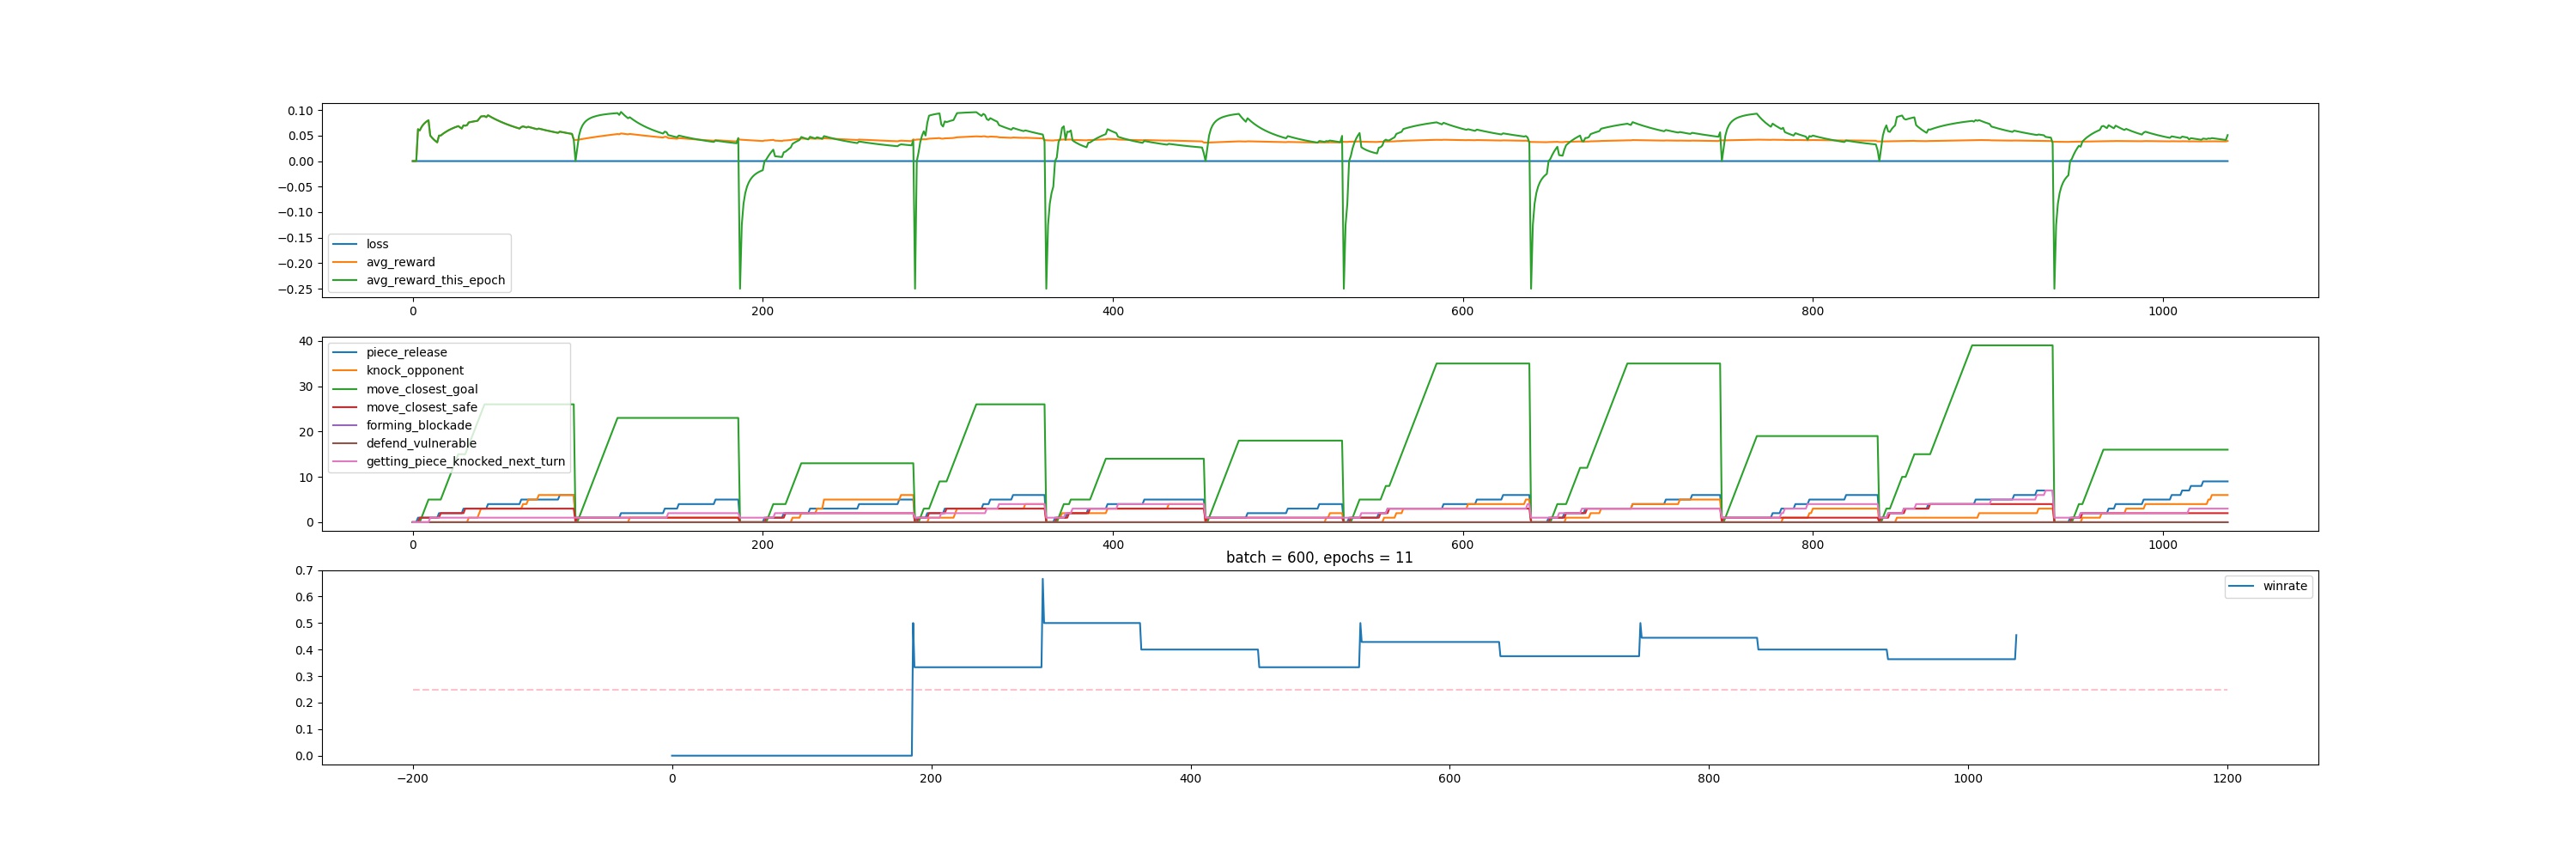 0.10
0.05
0.00
−0.05
−0.10
−0.15
−0.20
−0.25
loss
avg_reward
avg_reward_this_epoch
0 200 400 600 800 1000
40
30
20
10
0
piece_release
knock_opponent
move_closest_goal
move_closest_safe
forming_blockade
defend_vulnerable
getting_piece_knocked_next_turn
0 200 400 600 800 1000
batch = 600, epochs = 11
0.7
0.6
0.5
0.4
0.3
0.2
0.1
0.0
winrate
−200 0 200 400 600 800 1000 1200